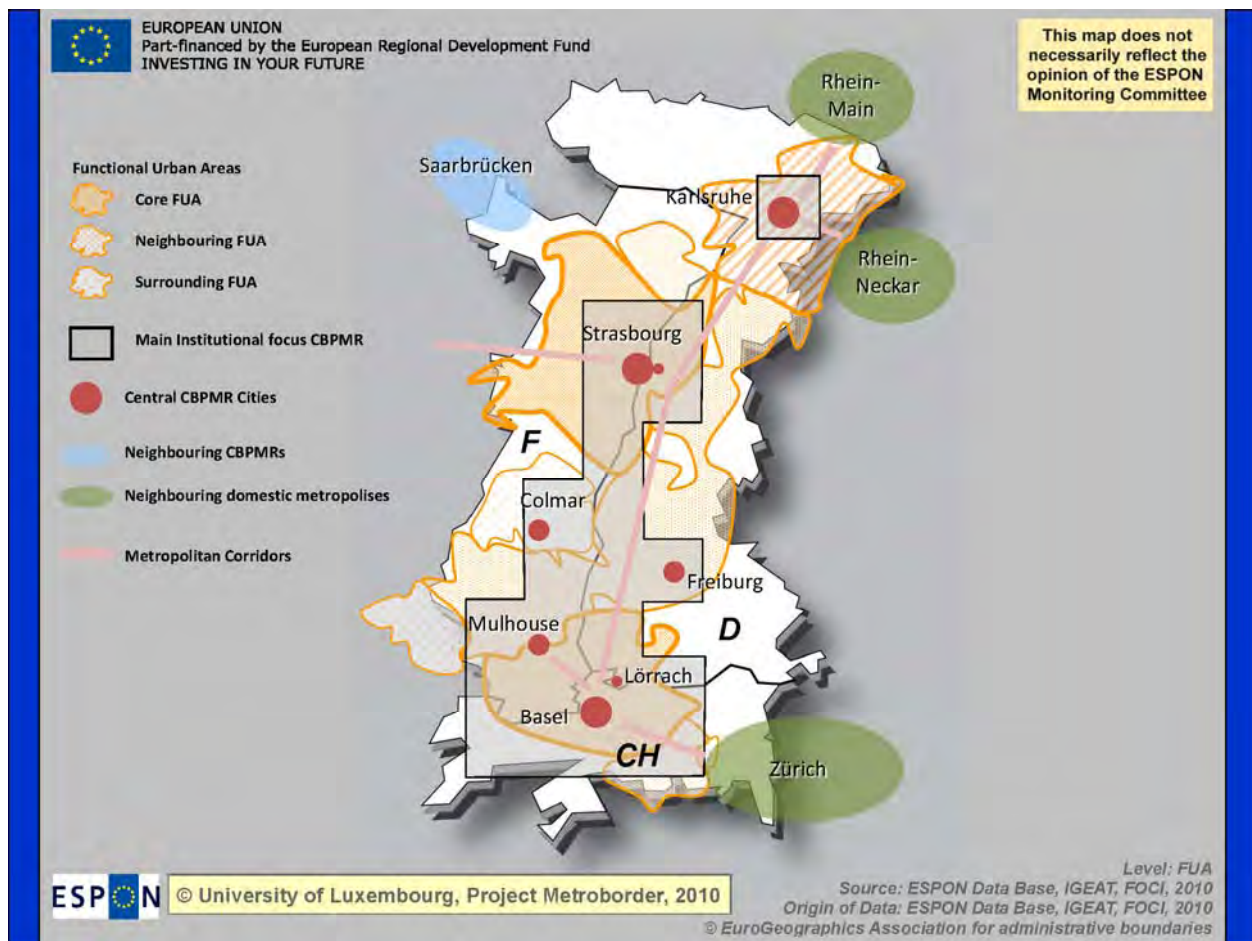 EUROPEAN UNION
Part-financed by the European Regional Development Fund
INVESTING IN YOUR FUTURE
This map does not
necessarily reflect the
opinion of the ESPON
Monitoring Committee
Functional Urban Areas
Core FUA
Neighbouring FUA
Surrounding FUA
Main Institutional focus CBPMR
Central CBPMR Cities
Neighbouring CBPMRs
Neighbouring domestic metropolises
Metropolitan Corridors
Rhein-
Main
Saarbrücken
Karlsruhe
Rhein-
Neckar
Strasbourg
F
Colmar
Freiburg
Mulhouse
D
Lörrach
Basel
CH
Zürich
ESPON
© University of Luxembourg, Project Metroborder, 2010
Level: FUA
Source: ESPON Data Base, IGEAT, FOCI, 2010
Origin of Data: ESPON Data Base, IGEAT, FOCI, 2010
© EuroGeographics Association for administrative boundaries